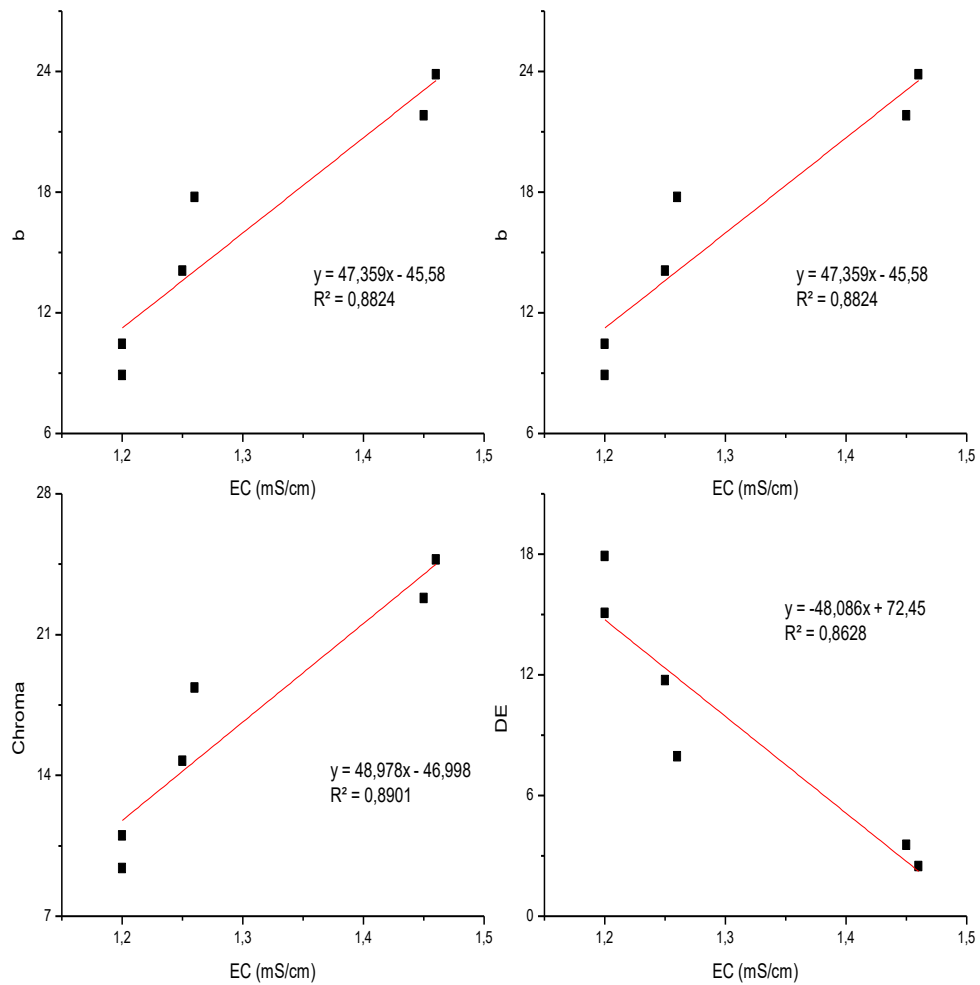 24
18
12
6
b
y = 47,359x - 45,58
R² = 0,8824
1,2 1,3 1,4 1,5
EC (mS/cm)
24
18
12
6
b
y = 47,359x - 45,58
R² = 0,8824
1,2 1,3 1,4 1,5
EC (mS/cm)
28
21
14
7
Chroma
y = 48,978x - 46,998
R² = 0,8901
1,2 1,3 1,4 1,5
EC (mS/cm)
18
12
6
0
DE
y = -48,086x + 72,45
R² = 0,8628
1,2 1,3 1,4 1,5
EC (mS/cm)